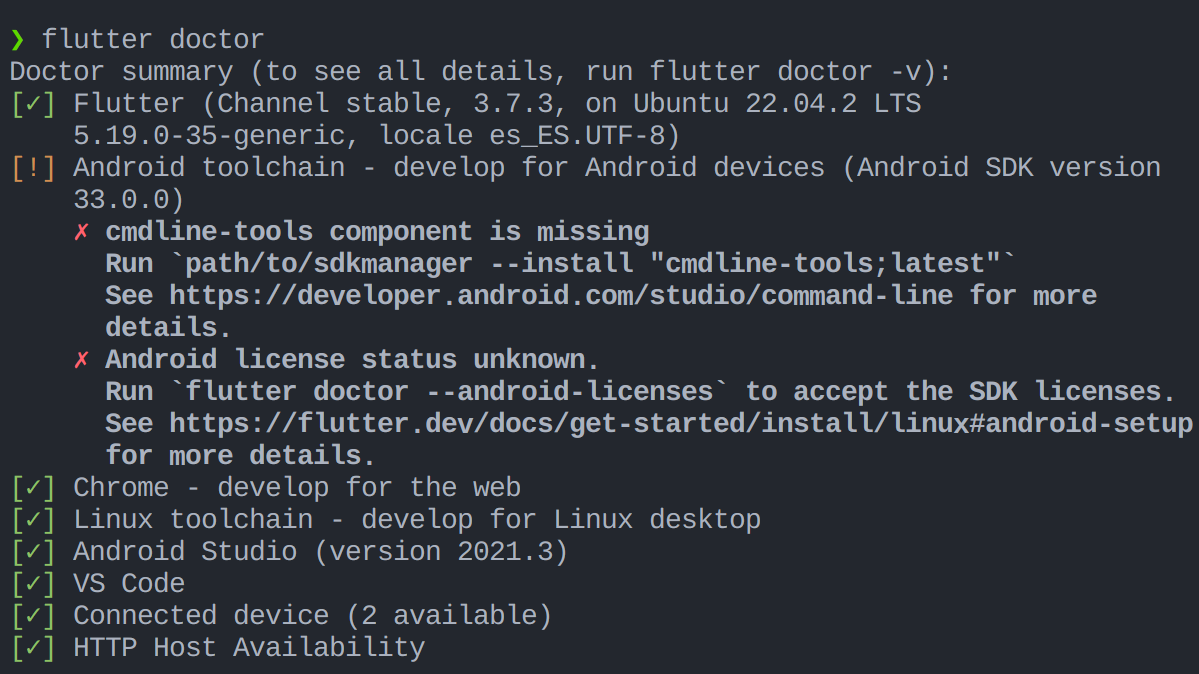 ❯ flutter doctor
Doctor summary (to see all details, run flutter doctor -v):
[✓] Flutter (Channel stable, 3.7.3, on Ubuntu 22.04.2 LTS
    5.19.0-35-generic, locale es_ES.UTF-8)
[!] Android toolchain - develop for Android devices (Android SDK version
    33.0.0)
    ✗ cmdline-tools component is missing
      Run `path/to/sdkmanager --install "cmdline-tools;latest"`
      See https://developer.android.com/studio/command-line for more
      details.
    ✗ Android license status unknown.
      Run `flutter doctor --android-licenses` to accept the SDK licenses.
      See https://flutter.dev/docs/get-started/install/linux#android-setup
      for more details.
[✓] Chrome - develop for the web
[✓] Linux toolchain - develop for Linux desktop
[✓] Android Studio (version 2021.3)
[✓] VS Code
[✓] Connected device (2 available)
[✓] HTTP Host Availability